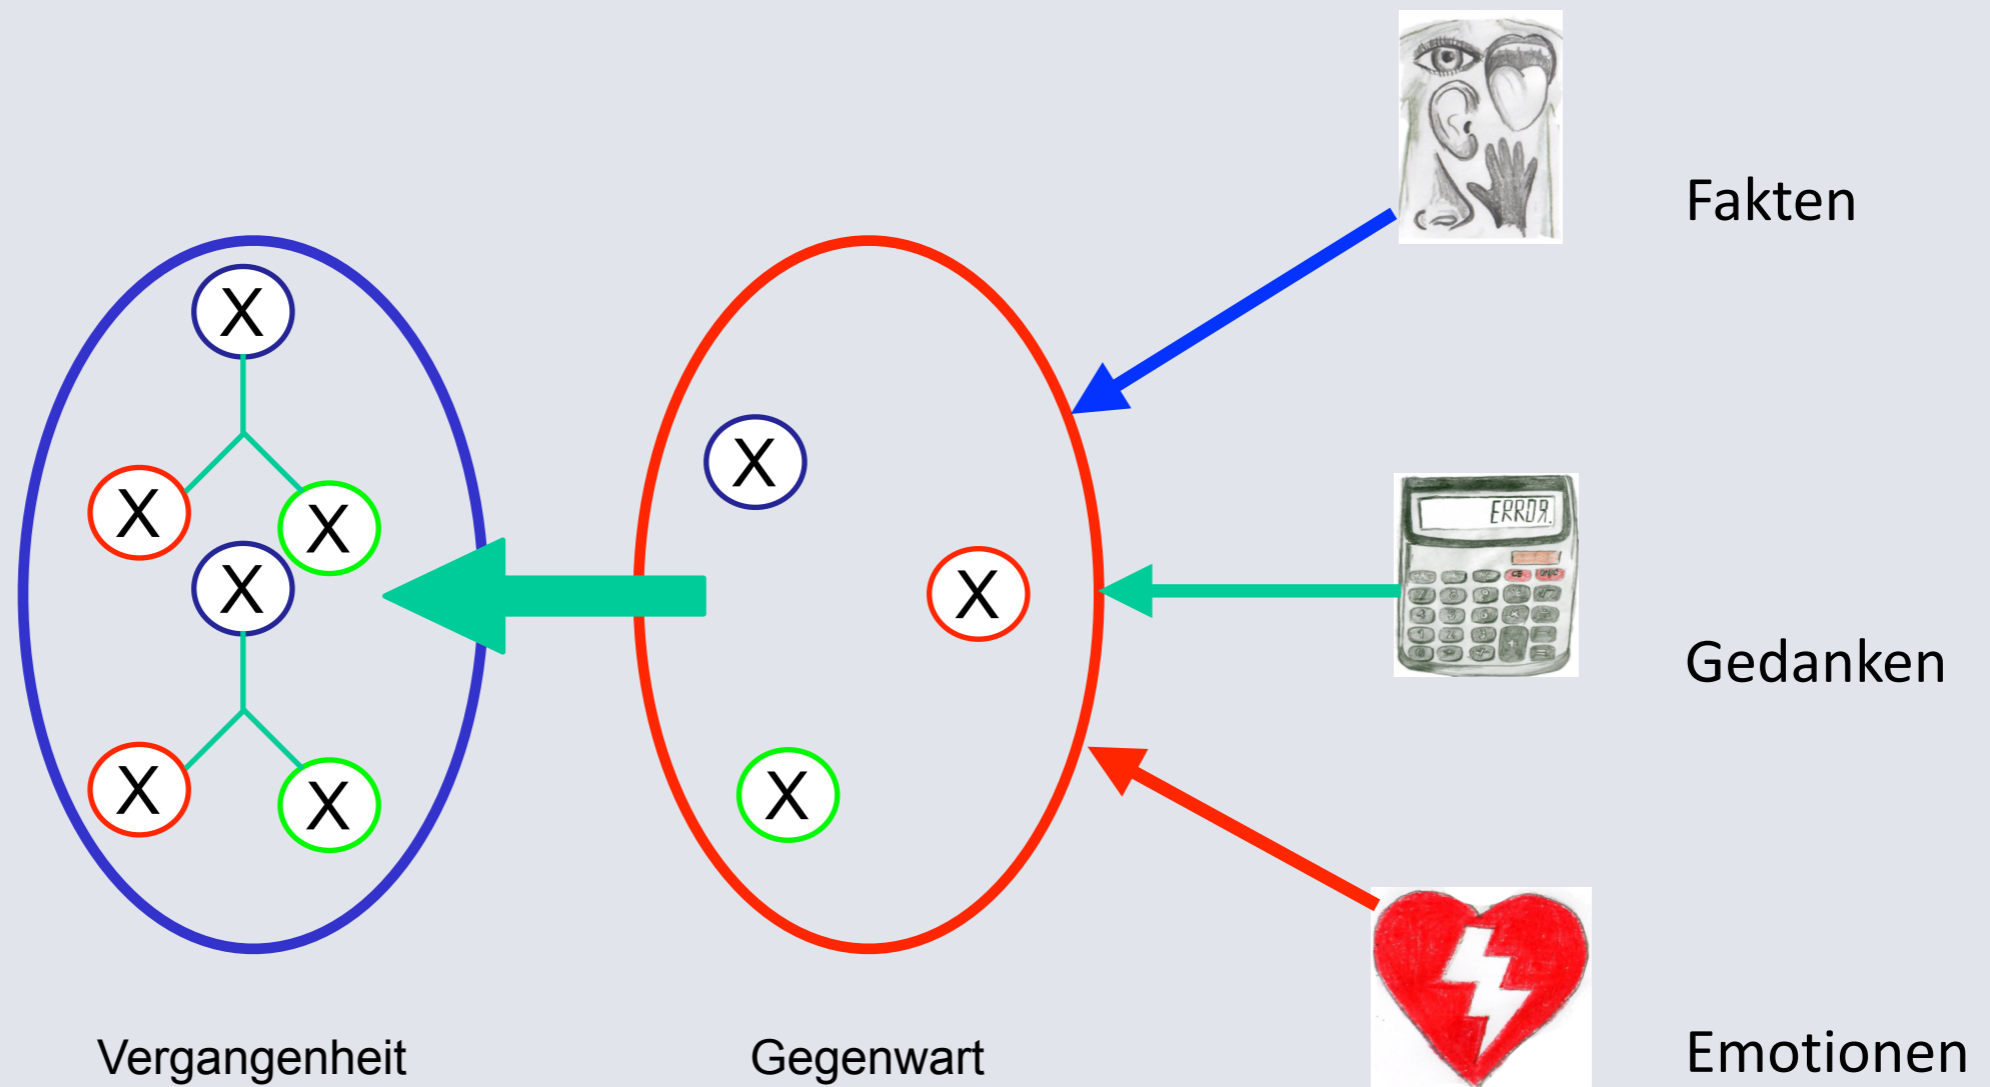 Fakten
X
X
X
X
X
X
X
X
X
ERROR.
Gedanken
Vergangenheit
Gegenwart
Emotionen